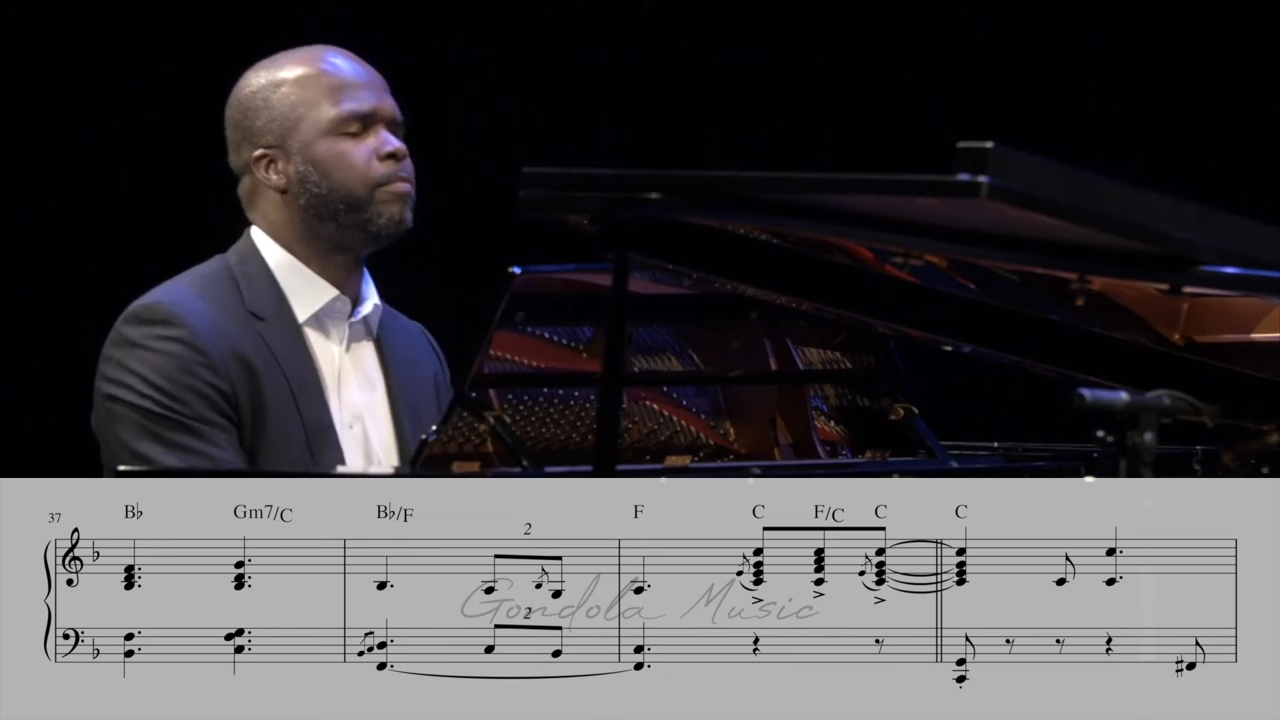 37 B♭ Gm7/C B♭/F F C F/C C C
2
Gondola Music
2